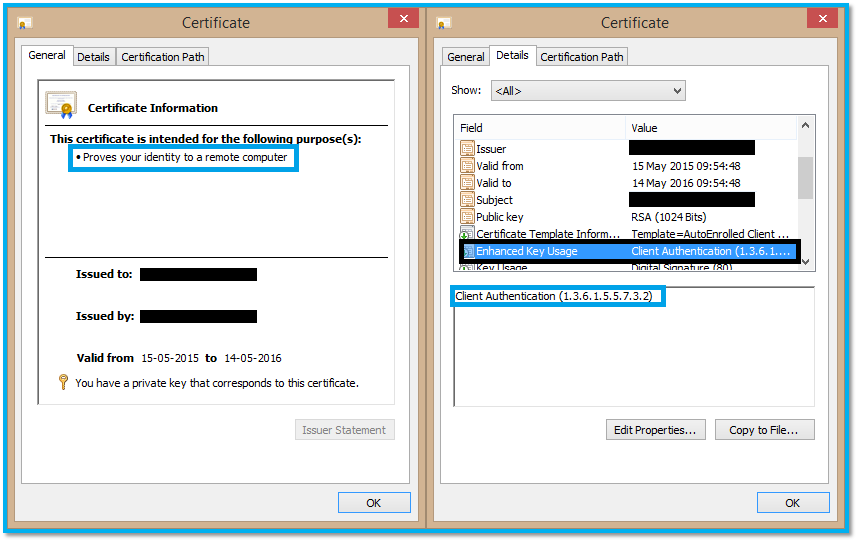 Certificate
General
Details
Certification Path
Certificate Information
This certificate is intended for the following purpose(s):
• Proves your identity to a remote computer
Issued to:
Issued by:
Valid from 15-05-2015 to 14-05-2016
You have a private key that corresponds to this certificate.
Issuer Statement
OK
Certificate
General
Details
Certification Path
Show: <All>
Field Value
Issuer
Valid from 15 May 2015 09:54:48
Valid to 14 May 2016 09:54:48
Subject
Public key RSA (1024 Bits)
Certificate Template Inform... Template=AutoEnrolled Client ...
Enhanced Key Usage Client Authentication (1.3.6.1....
Key Usage Digital Signature (80)
Client Authentication (1.3.6.1.5.5.7.3.2)
Edit Properties...
Copy to File...
OK